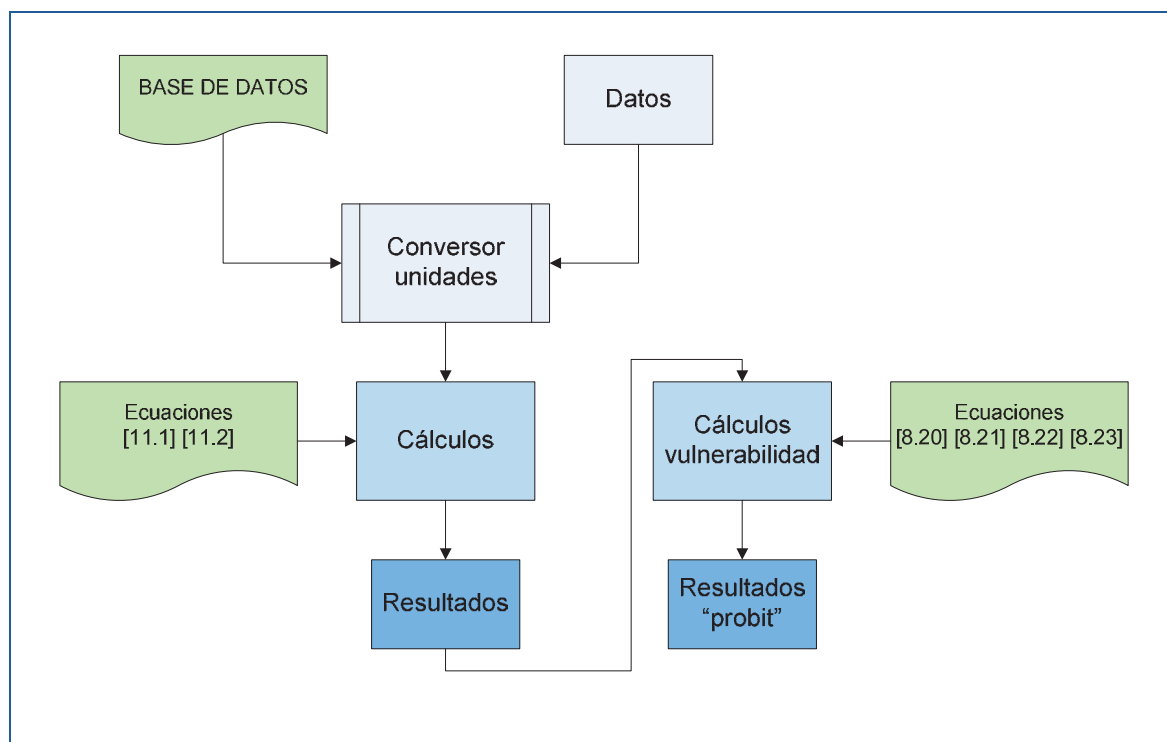 BASE DE DATOS
Datos
Conversor
unidades
Ecuaciones
[11.1] [11.2]
Cálculos
Cálculos
vulnerabilidad
Ecuaciones
[8.20] [8.21] [8.22] [8.23]
Resultados
Resultados
“probit”